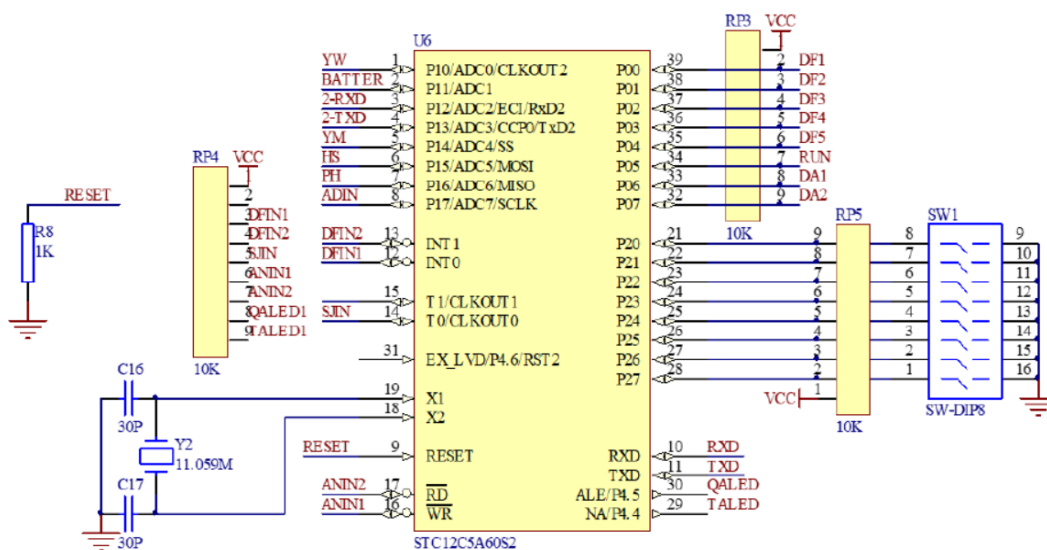 RESET
R8
1K
RP4
VCC
2
3 DFIN1
4 DFIN2
5 SJIN
6 ANIN1
7 ANIN2
8 QALED1
9 TALED1
10K
C16
30P
Y2
11.059M
C17
30P
U6
YW 1 P10/ADC0/CLKOUT2
BATTER 2 P11/ADC1
2-RXD 3 P12/ADC2/ECI/RxD2
2-TXD 4 P13/ADC3/CCP0/TxD2
YM 5 P14/ADC4/SS
HS 6 P15/ADC5/MOSI
PH 7 P16/ADC6/MISO
ADIN 8 P17/ADC7/SCLK
DFIN2 13 INT1
DFIN1 12 INT0
15 T1/CLKOUT1
SJIN 14 T0/CLKOUT0
31 EX_LVD/P4.6/RST2
19 X1
18 X2
RESET 9 RESET
ANIN2 17 RD
ANIN1 16 WR
STC12C5A60S2
P00 39
P01 38
P02 37
P03 36
P04 35
P05 34
P06 33
P07 32
P20 21
P21 22
P22 23
P23 24
P24 25
P25 26
P26 27
P27 28
RXD 10 RXD
TXD 11 TXD
ALE/P4.5 30 QALED
NA/P4.4 29 TALED
RP3
VCC
2 DF1
3 DF2
4 DF3
5 DF4
6 DF5
7 RUN
8 DA1
9 DA2
10K
RP5
9
8
7
6
5
4
3
2
VCC 1
10K
SW1
8 9
7 10
6 11
5 12
4 13
3 14
2 15
1 16
SW-DIP8